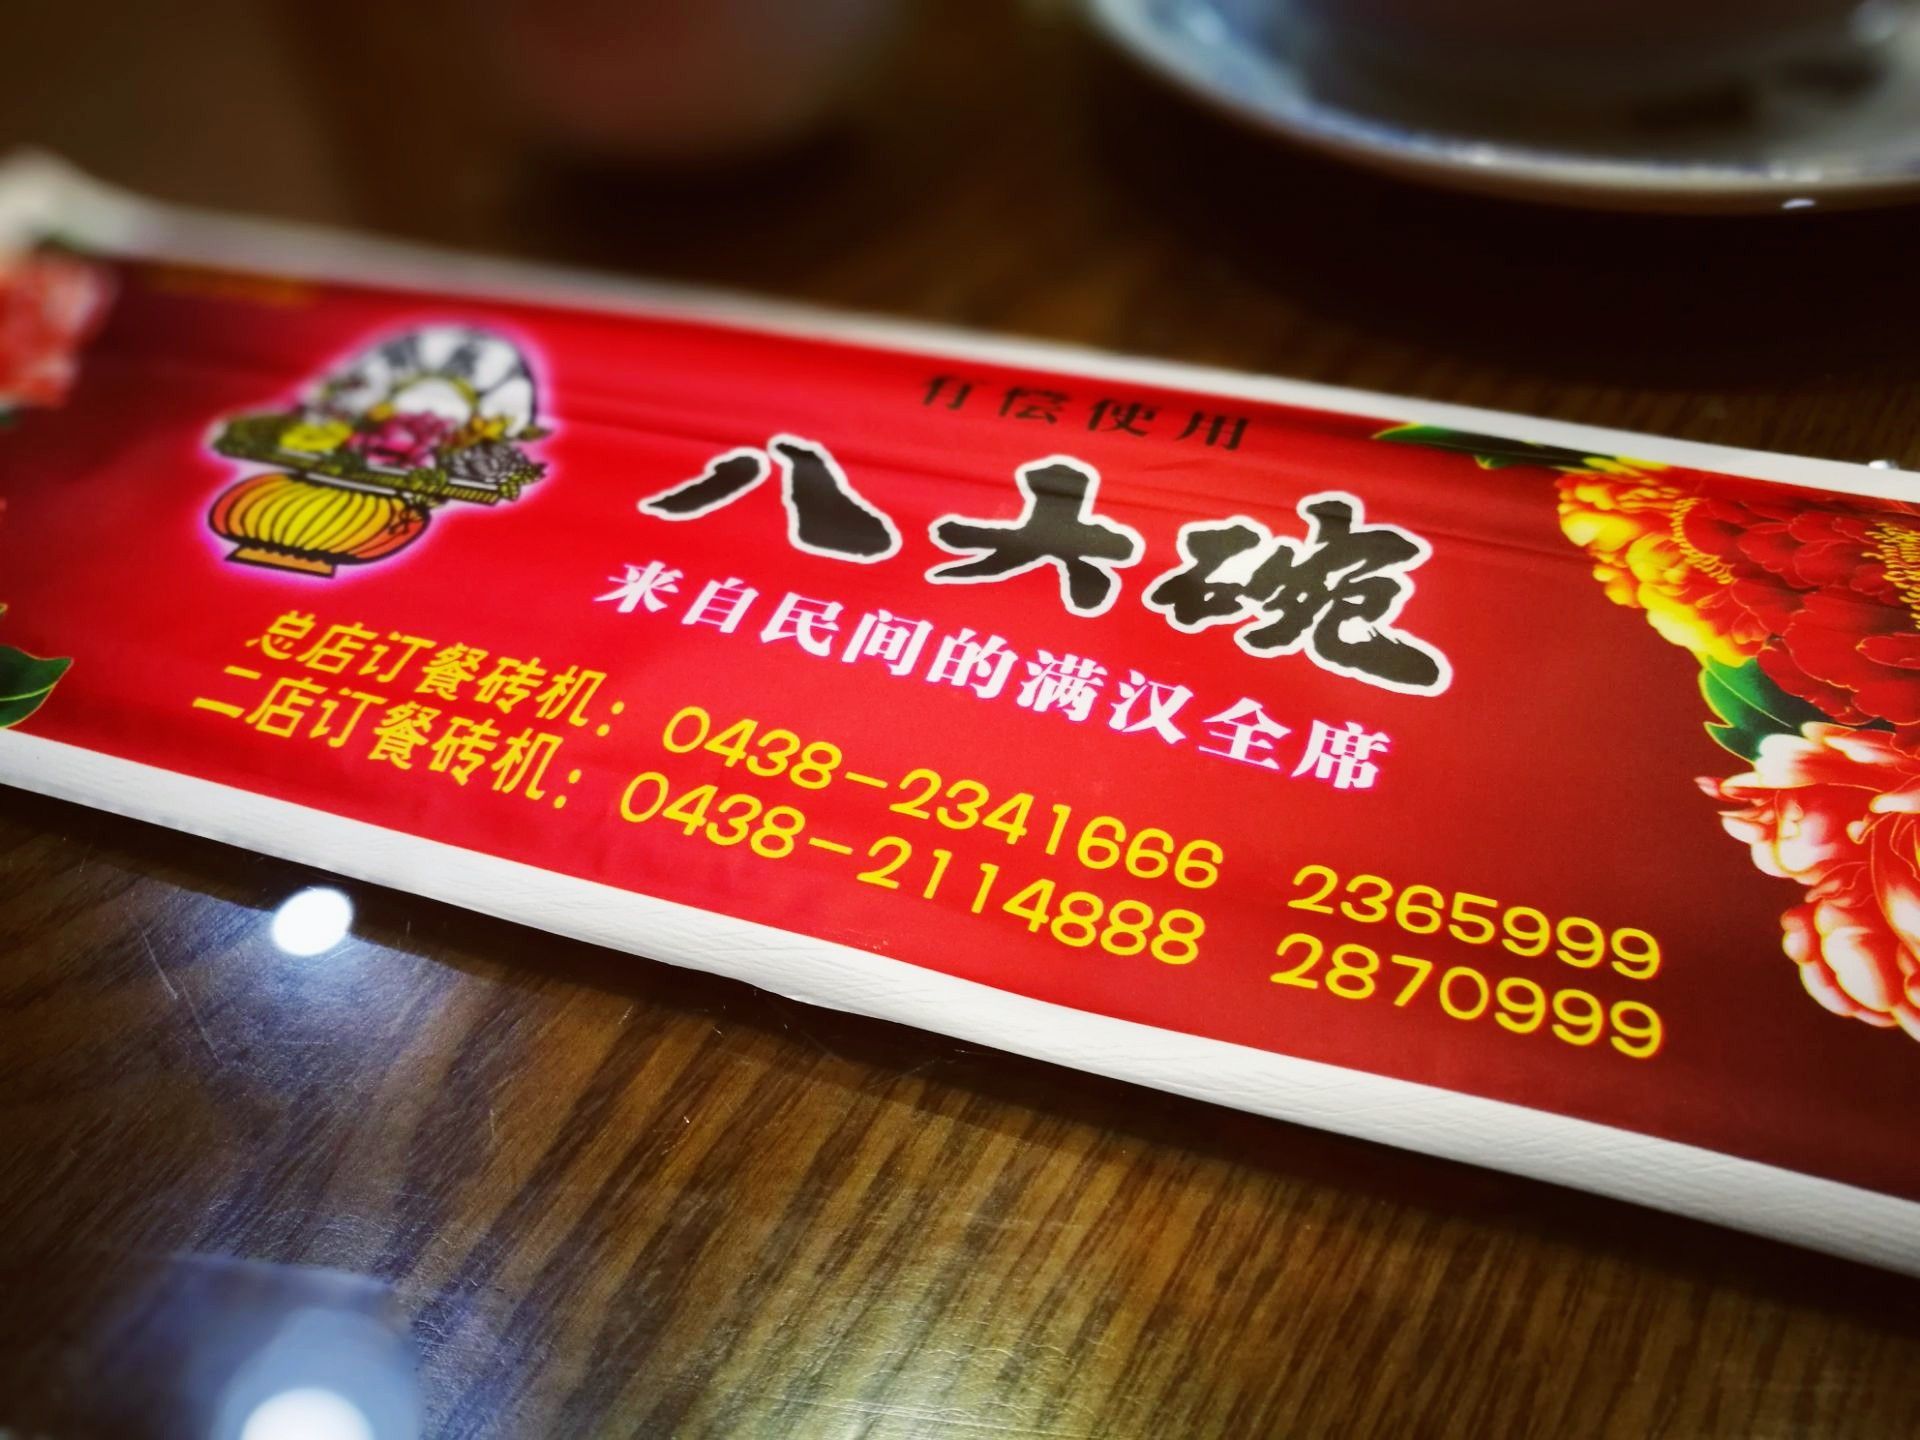 有偿使用
八大碗
来自民间的满汉全席
总店订餐砖机：0438-2341666 2365999
二店订餐砖机：0438-2114888 2870999